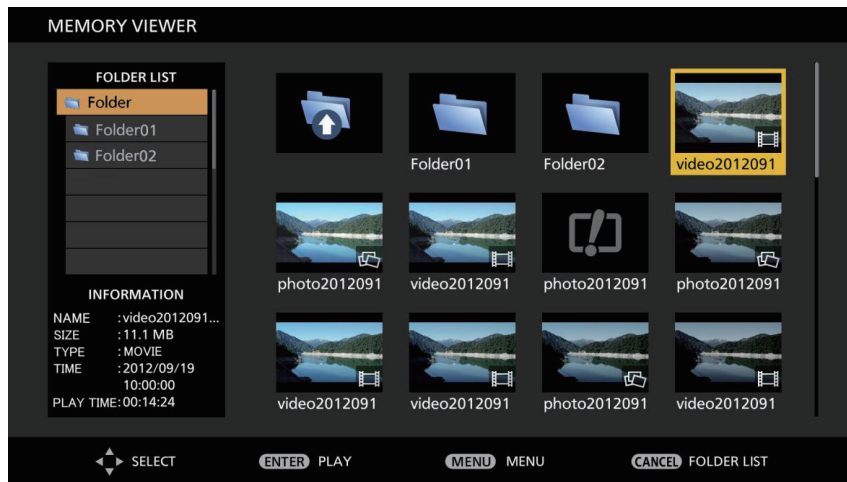 MEMORY VIEWER
FOLDER LIST
Folder
Folder01
Folder02
INFORMATION
NAME :video2012091...
SIZE :11.1 MB
TYPE :MOVIE
TIME :2012/09/19
10:00:00
PLAY TIME:00:14:24
Folder01 Folder02 video2012091
photo2012091 video2012091 photo2012091 photo2012091
video2012091 video2012091 photo2012091 video2012091
SELECT ENTER PLAY MENU MENU CANCEL FOLDER LIST